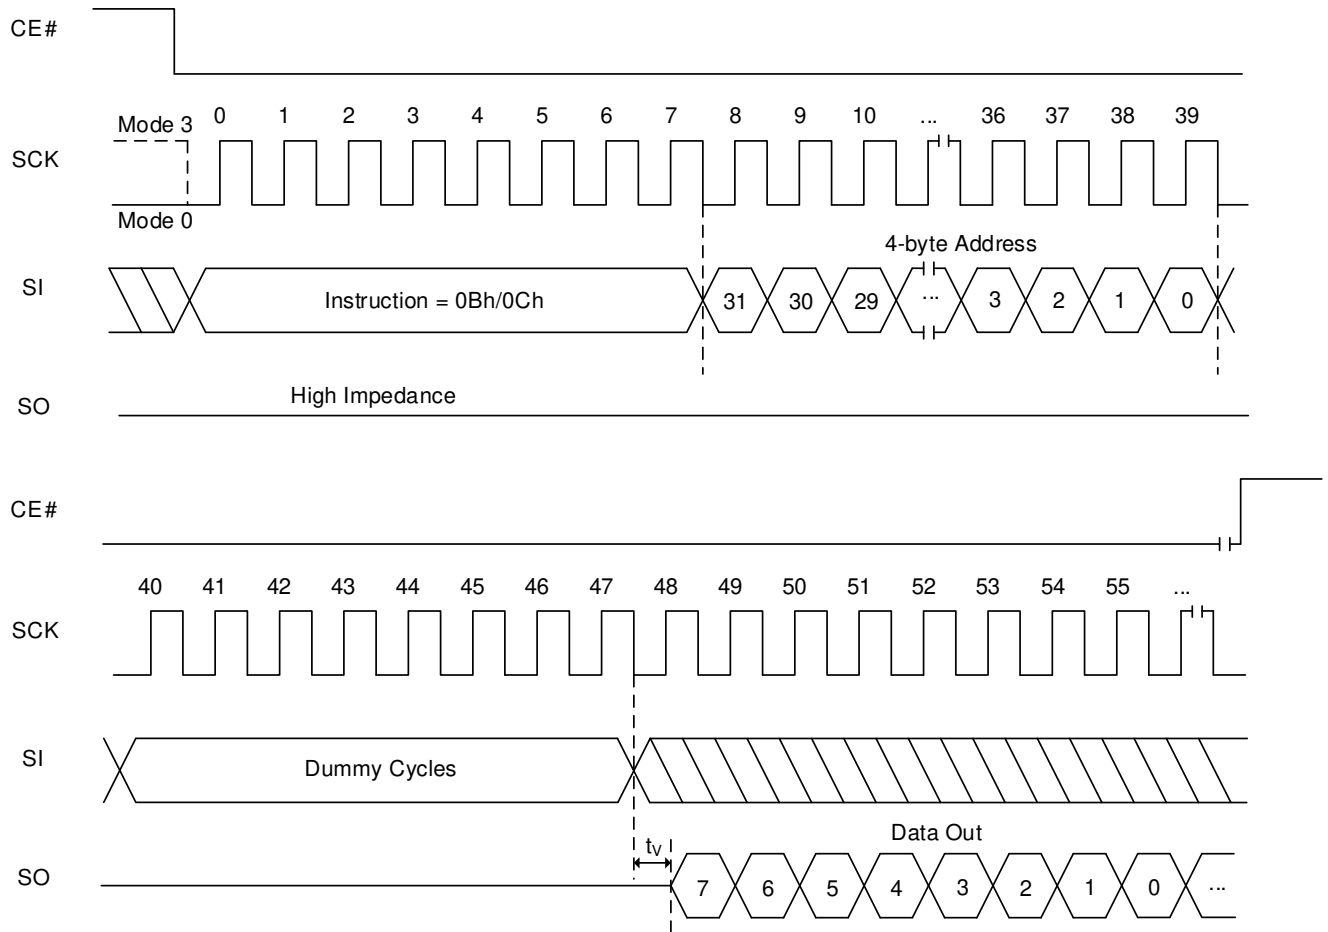 CE#
Mode 3
0 1 2 3 4 5 6 7 8 9 10 ... 36 37 38 39
SCK
Mode 0
4-byte Address
SI
Instruction = 0Bh/0Ch
31 30 29 ... 3 2 1 0
High Impedance
SO
CE#
40 41 42 43 44 45 46 47 48 49 50 51 52 53 54 55 ...
SCK
SI
Dummy Cycles
Data Out
tV
SO
7 6 5 4 3 2 1 0 ...